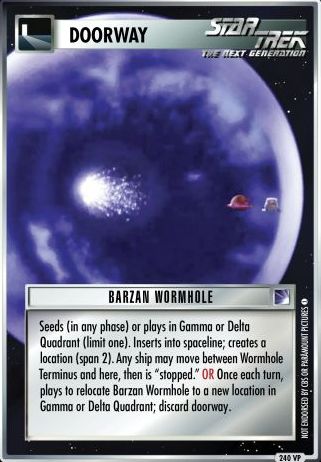 DOORWAY
STAR TREK
THE NEXT GENERATION
BARZAN WORMHOLE
Seeds (in any phase) or plays in Gamma or Delta
Quadrant (limit one). Inserts into spaceline; creates a
location (span 2). Any ship may move between Wormhole
Terminus and here, then is “stopped.” OR Once each turn,
plays to relocate Barzan Wormhole to a new location in
Gamma or Delta Quadrant; discard doorway.
NOT ENDORSED BY CBS OR PARAMOUNT PICTURES
240 VP